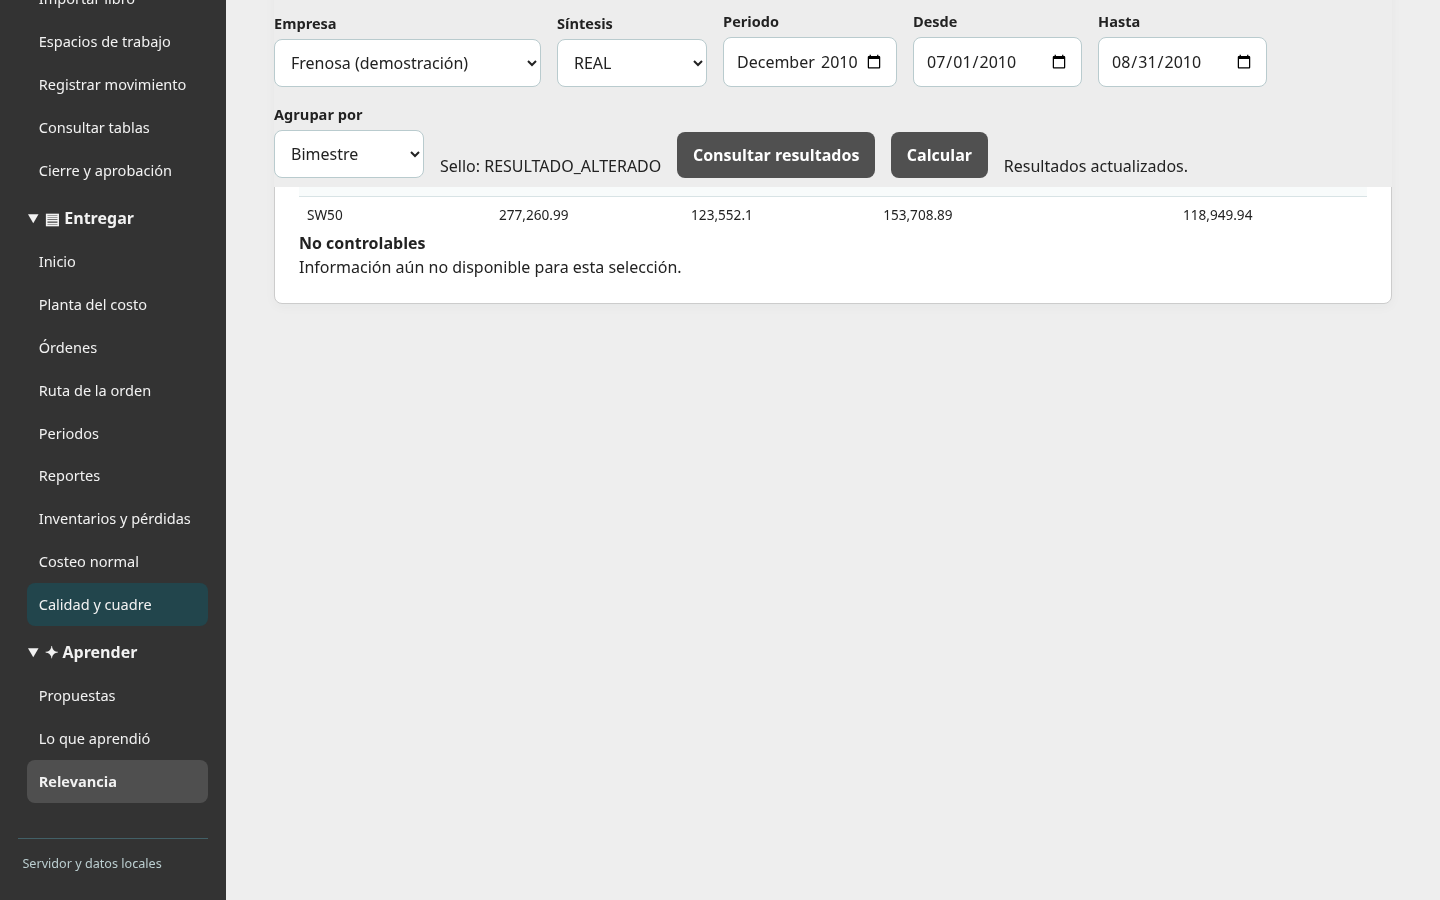 Importar libro
Espacios de trabajo
Registrar movimiento
Consultar tablas
Cierre y aprobación
▼ ▤ Entregar
Inicio
Planta del costo
Órdenes
Ruta de la orden
Periodos
Reportes
Inventarios y pérdidas
Costeo normal
Calidad y cuadre
▼ ✦ Aprender
Propuestas
Lo que aprendió
Relevancia
Servidor y datos locales
Empresa Síntesis Periodo Desde Hasta
Frenosa (demostración) REAL December 2010 07/01/2010 08/31/2010
Agrupar por
Bimestre Sello: RESULTADO_ALTERADO Consultar resultados Calcular Resultados actualizados.
SW50 277,260.99 123,552.1 153,708.89 118,949.94
No controlables
Información aún no disponible para esta selección.